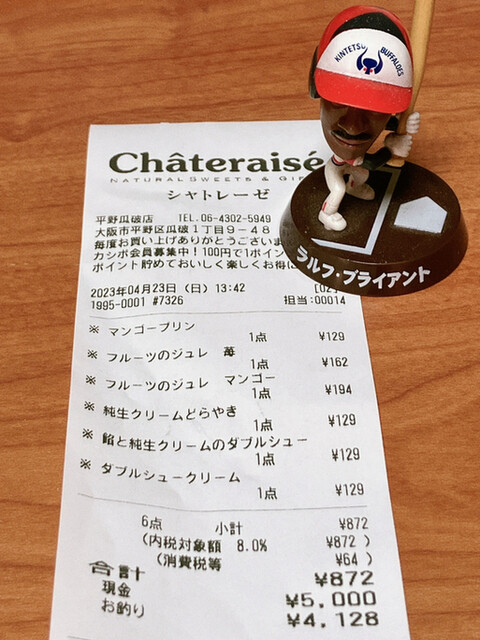 KINTETSU BUFFALOES
Châteraisé
NATURAL SWEETS &
シャトレーゼ
平野瓜破店 TEL.06-4302-5949
大阪市平野区瓜破1丁目9-48
毎度お買い上げありがとうございま
カシポ会員募集中!100円で1ポイン
ポイント貯めておいしく楽しくお得に
ラルフ・ブライアント
2023年04月23日(日)13:42
1995-0001 #7326 担当:00014
※ マンゴープリン
1点 ¥129
※ フルーツのジュレ 苺
1点 ¥162
※ フルーツのジュレ マンゴー
1点 ¥194
※ 純生クリームどらやき
1点 ¥129
※ 餡と純生クリームのダブルシュー
1点 ¥129
※ ダブルシュークリーム
1点 ¥129
6点 小計 ¥872
(内税対象額 8.0% ¥872 )
(消費税等 ¥64 )
合計 ¥872
現金 ¥5,000
お釣り ¥4,128